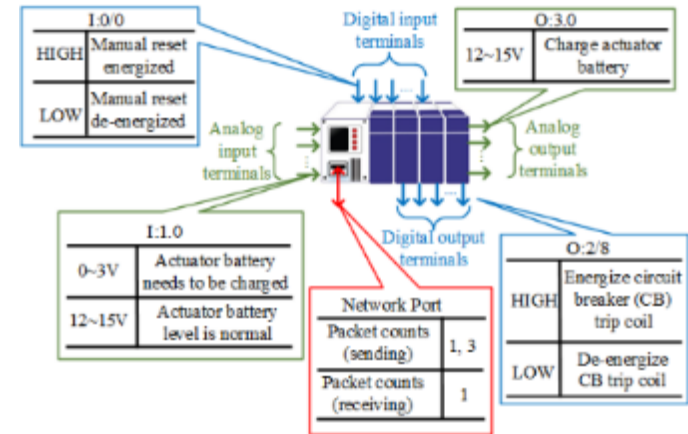 I:0/0
HIGH
Manual reset
energized
LOW
Manual reset
de-energized
Digital input
terminals
O:3.0
12~15V
Charge actuator
battery
Analog
input
terminals
Analog
output
terminals
Digital output
terminals
I:1.0
0~3V
Actuator battery
needs to be charged
12~15V
Actuator battery
level is normal
Network Port
Packet counts
(sending)
1, 3
Packet counts
(receiving)
1
O:2/8
HIGH
Energize circuit
breaker (CB)
trip coil
LOW
De-energize
CB trip coil